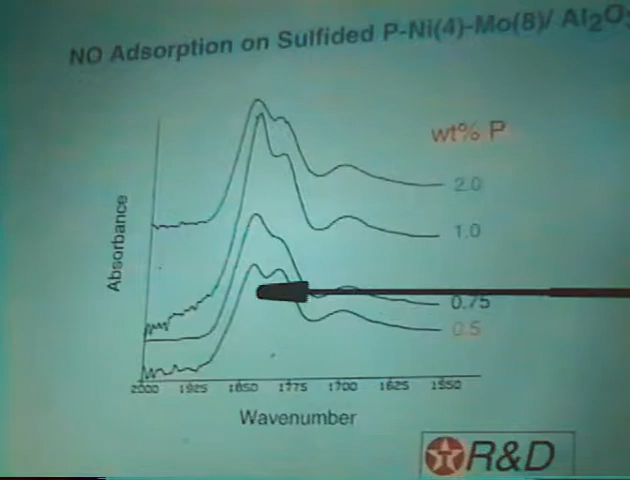 NO Adsorption on Sulfided P-Ni(4)-Mo(8)/ Al2O3
wt% P
2.0
1.0
0.75
0.5
Absorbance
2000 1925 1850 1775 1700 1625 1550
Wavenumber
T R&D